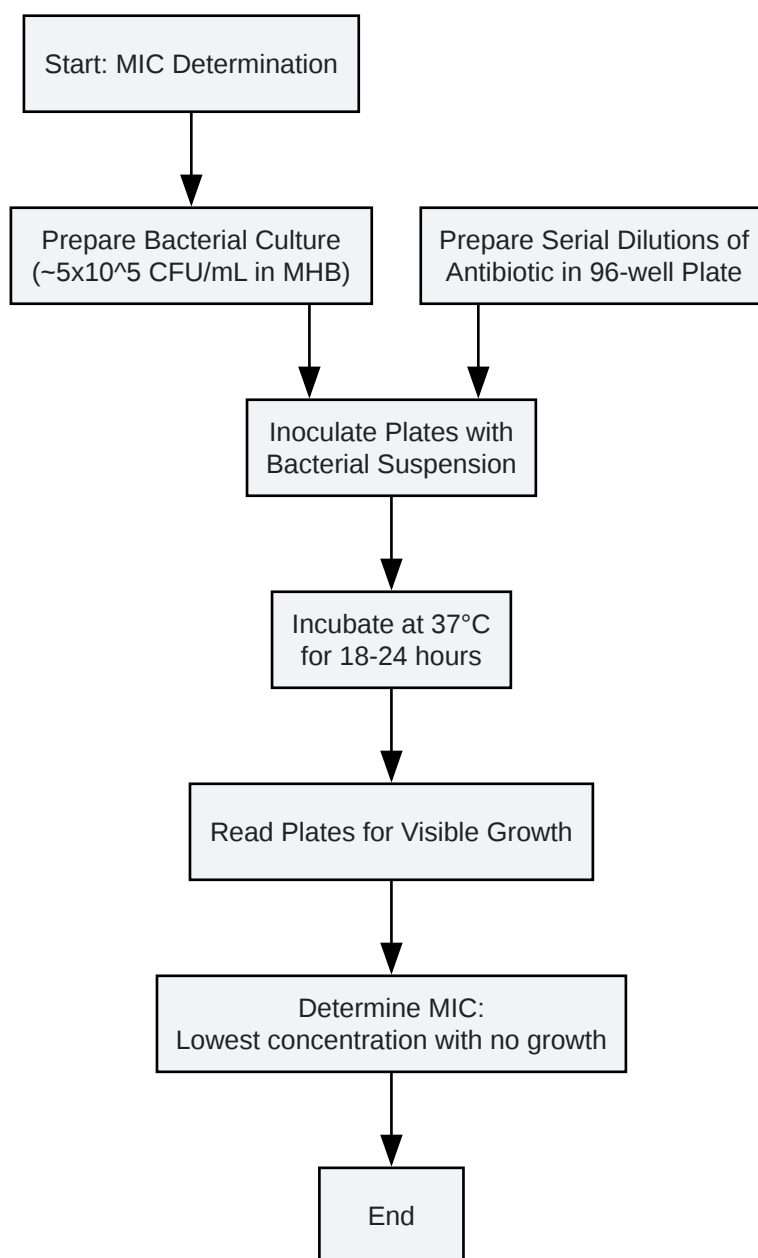 Start: MIC Determination
Prepare Bacterial Culture
(~5x10^5 CFU/mL in MHB)
Prepare Serial Dilutions of
Antibiotic in 96-well Plate
Inoculate Plates with
Bacterial Suspension
Incubate at 37°C
for 18-24 hours
Read Plates for Visible Growth
Determine MIC:
Lowest concentration with no growth
End